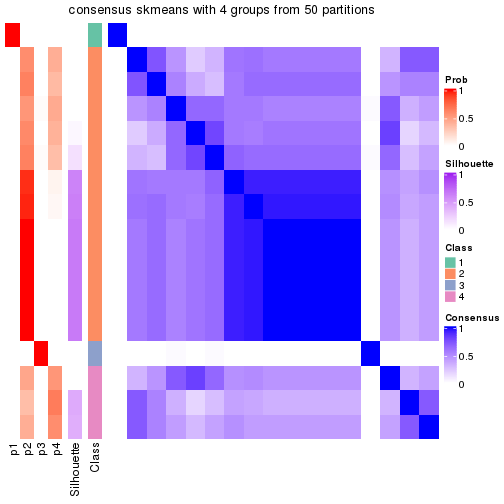 consensus skmeans with 4 groups from 50 partitions
Prob
1
0.5
0
Silhouette
1
0.5
0
Class
1
2
3
4
Consensus
1
0.5
0
p1
p2
p3
p4
Silhouette
Class